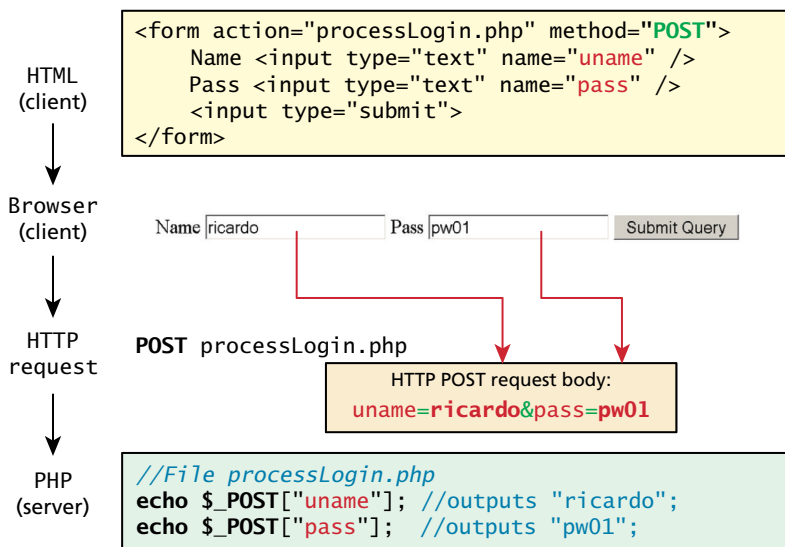 <form action="processLogin.php" method="POST">
Name <input type="text" name="uname" />
Pass <input type="text" name="pass" />
<input type="submit">
</form>
HTML
(client)
Browser
(client)
Name ricardo Pass pw01 Submit Query
HTTP
request
POST processLogin.php
HTTP POST request body:
uname=ricardo&pass=pw01
PHP
(server)
//File processLogin.php
echo $_POST["uname"]; //outputs "ricardo";
echo $_POST["pass"]; //outputs "pw01";